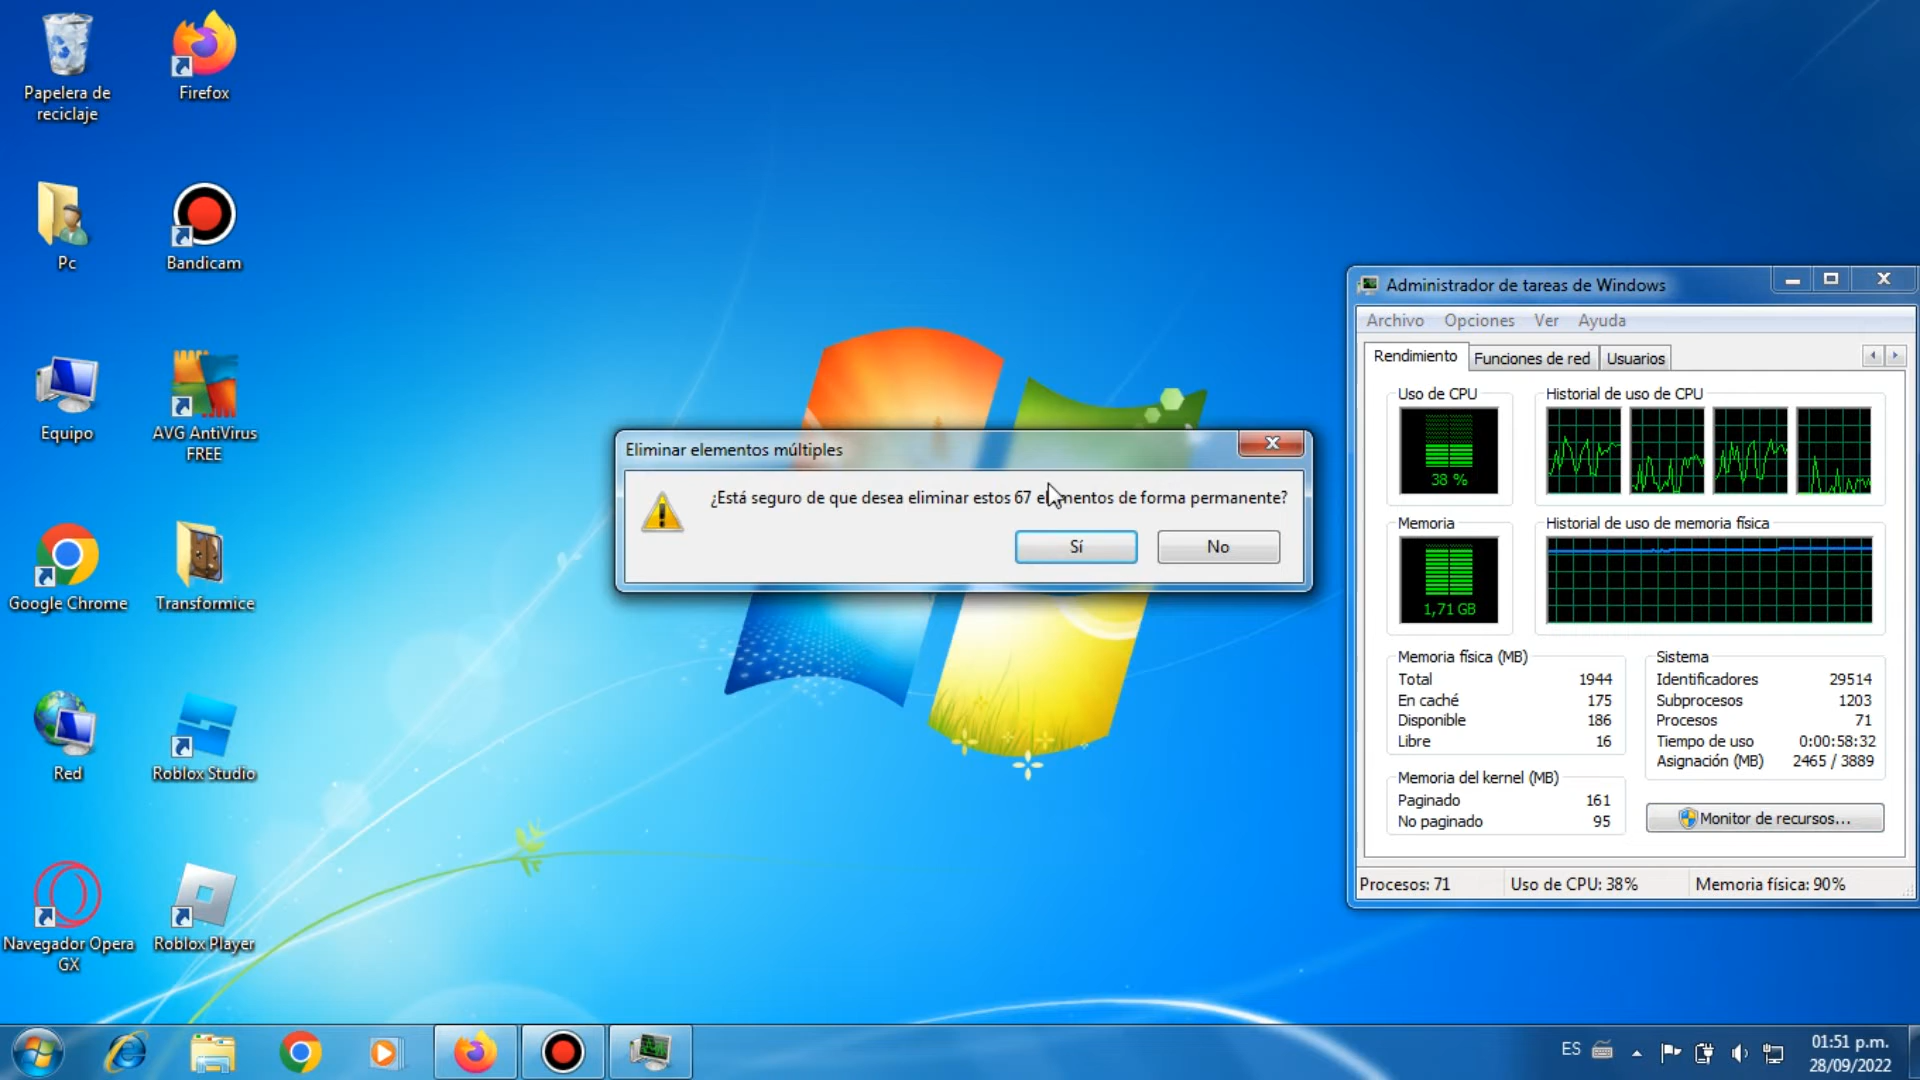 Papelera de
reciclaje
Firefox
Pc
Bandicam
Equipo
AVG AntiVirus
FREE
Google Chrome
Transformice
Red
Roblox Studio
Navegador Opera
GX
Roblox Player
Eliminar elementos múltiples
¿Está seguro de que desea eliminar estos 67 elementos de forma permanente?
Sí
No
Administrador de tareas de Windows
Archivo Opciones Ver Ayuda
Rendimiento Funciones de red Usuarios
Uso de CPU
38 %
Historial de uso de CPU
Memoria
1,71 GB
Historial de uso de memoria física
Memoria física (MB)
Total 1944
En caché 175
Disponible 186
Libre 16
Sistema
Identificadores 29514
Subprocesos 1203
Procesos 71
Tiempo de uso 0:00:58:32
Asignación (MB) 2465 / 3889
Memoria del kernel (MB)
Paginado 161
No paginado 95
Monitor de recursos...
Procesos: 71 Uso de CPU: 38% Memoria física: 90%
ES
01:51 p.m.
28/09/2022